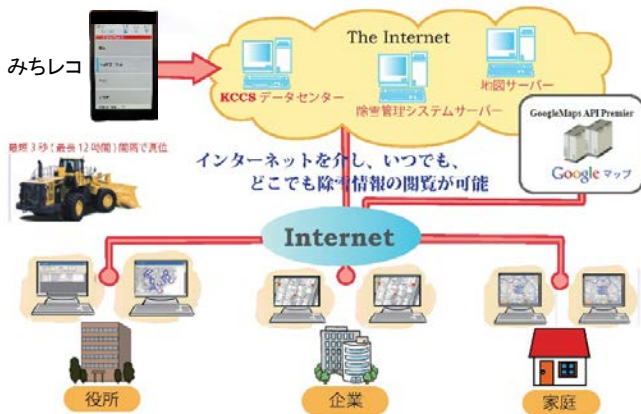 みちレコ
The Internet
KCCS データセンター
除雪管理システムサーバー
地図サーバー
GoogleMaps API Premier
Google マップ
最短3秒(最長12時間)間隔で測位
インターネットを介し、いつでも、
どこでも除雪情報の閲覧が可能
Internet
役所
企業
家庭